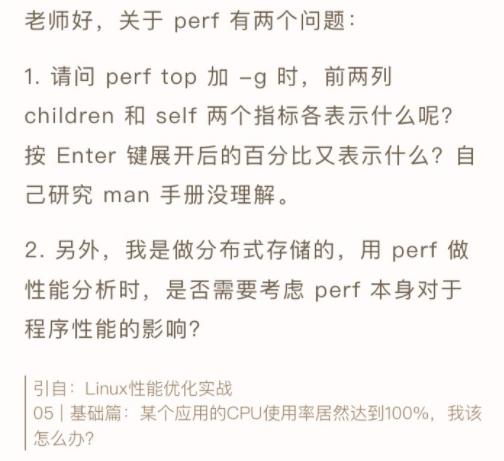 老师好，关于 perf 有两个问题：
1. 请问 perf top 加 –g 时，前两列
children 和 self 两个指标各表示什么呢？
按 Enter 键展开后的百分比又表示什么？自
己研究 man 手册没理解。
2. 另外，我是做分布式存储的，用 perf 做
性能分析时，是否需要考虑 perf 本身对于
程序性能的影响？
引自：Linux性能优化实战
05 | 基础篇：某个应用的CPU使用率居然达到100%，我该
怎么办？